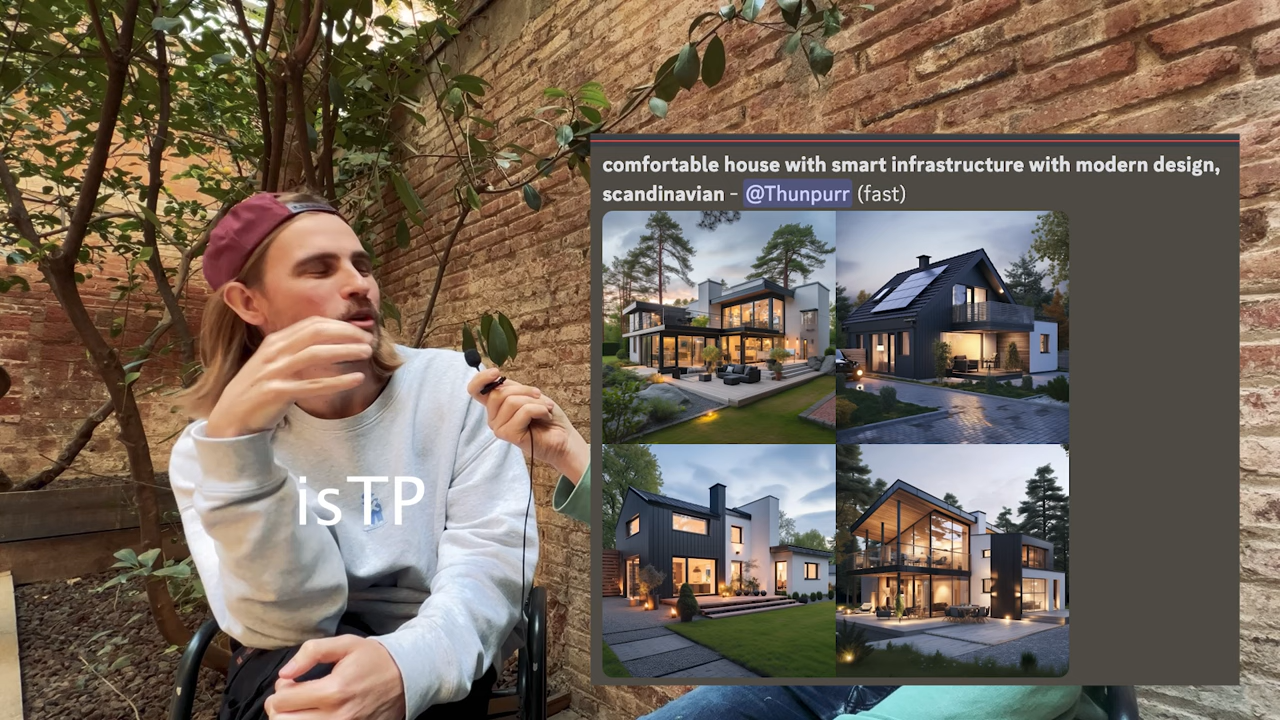 comfortable house with smart infrastructure with modern design,
scandinavian - @Thunpurr (fast)
isTP